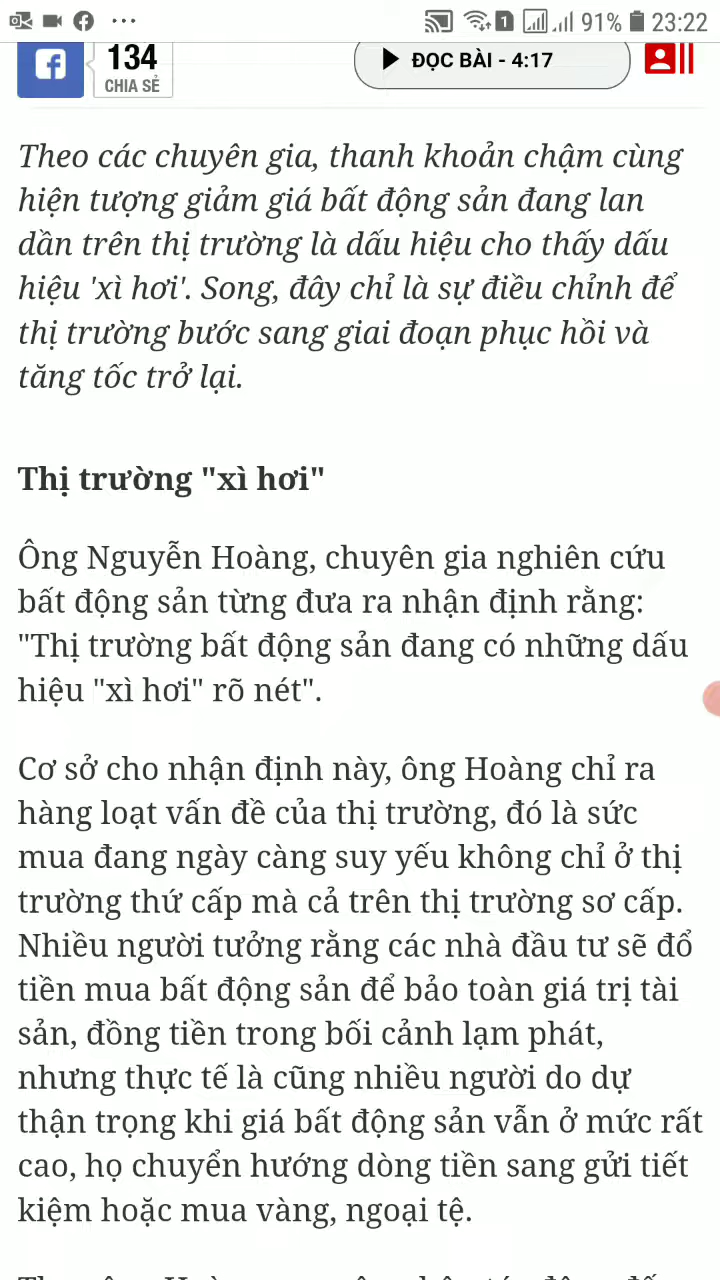 91% 23:22
134
CHIA SẺ
ĐỌC BÀI - 4:17
Theo các chuyên gia, thanh khoản chậm cùng
hiện tượng giảm giá bất động sản đang lan
dần trên thị trường là dấu hiệu cho thấy dấu
hiệu 'xì hơi'. Song, đây chỉ là sự điều chỉnh để
thị trường bước sang giai đoạn phục hồi và
tăng tốc trở lại.
Thị trường "xì hơi"
Ông Nguyễn Hoàng, chuyên gia nghiên cứu
bất động sản từng đưa ra nhận định rằng:
"Thị trường bất động sản đang có những dấu
hiệu "xì hơi" rõ nét".
Cơ sở cho nhận định này, ông Hoàng chỉ ra
hàng loạt vấn đề của thị trường, đó là sức
mua đang ngày càng suy yếu không chỉ ở thị
trường thứ cấp mà cả trên thị trường sơ cấp.
Nhiều người tưởng rằng các nhà đầu tư sẽ đổ
tiền mua bất động sản để bảo toàn giá trị tài
sản, đồng tiền trong bối cảnh lạm phát,
nhưng thực tế là cũng nhiều người do dự
thận trọng khi giá bất động sản vẫn ở mức rất
cao, họ chuyển hướng dòng tiền sang gửi tiết
kiệm hoặc mua vàng, ngoại tệ.